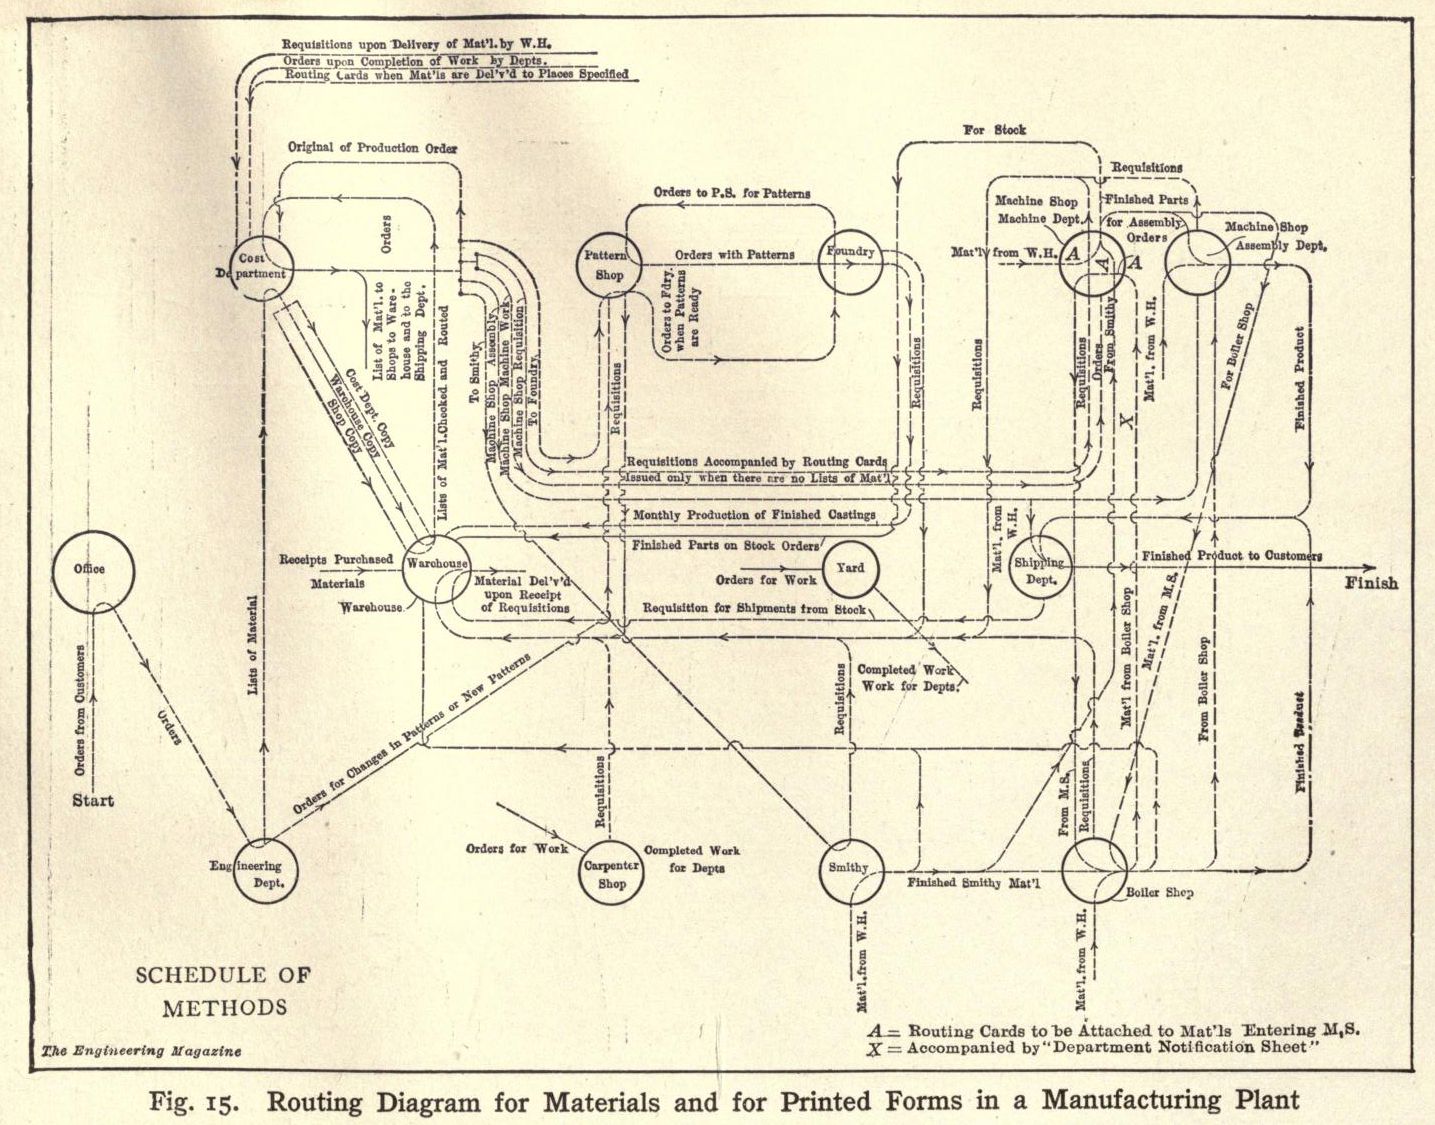 Requisitions upon Delivery of Mat'l. by W.H.
Orders upon Completion of Work by Depts.
Routing Cards when Mat'ls are Del'v'd to Places Specified
Original of Production Order
For Stock
Requisitions
Orders to P.S. for Patterns
Machine Shop
Machine Dept.
Finished Parts
for Assembly
Orders
Machine Shop
Assembly Dept.
Cost
Department
Orders
Pattern
Shop
Orders with Patterns
Foundry
Mat'l from W.H.
A
A
A
List of Mat'l. to
Shops to Ware-
house and to the
Shipping Dept.
Lists of Mat'l. Checked and Routed
Orders to Fdry.
when Patterns
are Ready
To Smithy
Machine Shop Assembly
Machine Shop Machine Work
Machine Shop Requisition
To Foundry
Requisitions
Requisitions
Requisitions
Requisitions
Orders
From Smithy
X
Mat'l. from W.H.
For Boiler Shop
Finished Product
Cost Dept. Copy
Warehouse Copy
Shop Copy
Requisitions Accompanied by Routing Cards
Issued only when there are no Lists of Mat'l
Monthly Production of Finished Castings
Finished Parts on Stock Orders
Mat'l. from
W.H.
Office
Receipts Purchased
Materials
Warehouse
Warehouse
Material Del'v'd
upon Receipt
of Requisitions
Orders for Work
Yard
Shipping
Dept.
Finished Product to Customers
Finish
Requisition for Shipments from Stock
Lists of Material
Orders from Customers
Orders
Start
Orders for Changes in Patterns or New Patterns
Completed Work
Work for Depts.
Requisitions
Mat'l from Boiler Shop
Mat'l. from M.S.
From Boiler Shop
Finished Product
Requisitions
From M.S.
Requisitions
Engineering
Dept.
Orders for Work
Carpenter
Shop
Completed Work
for Depts
Smithy
Finished Smithy Mat'l
Boiler Shop
Mat'l. from W.H.
Mat'l. from W.H.
SCHEDULE OF
METHODS
A = Routing Cards to be Attached to Mat'ls Entering M.S.
X = Accompanied by "Department Notification Sheet"
The Engineering Magazine
Fig. 15. Routing Diagram for Materials and for Printed Forms in a Manufacturing Plant